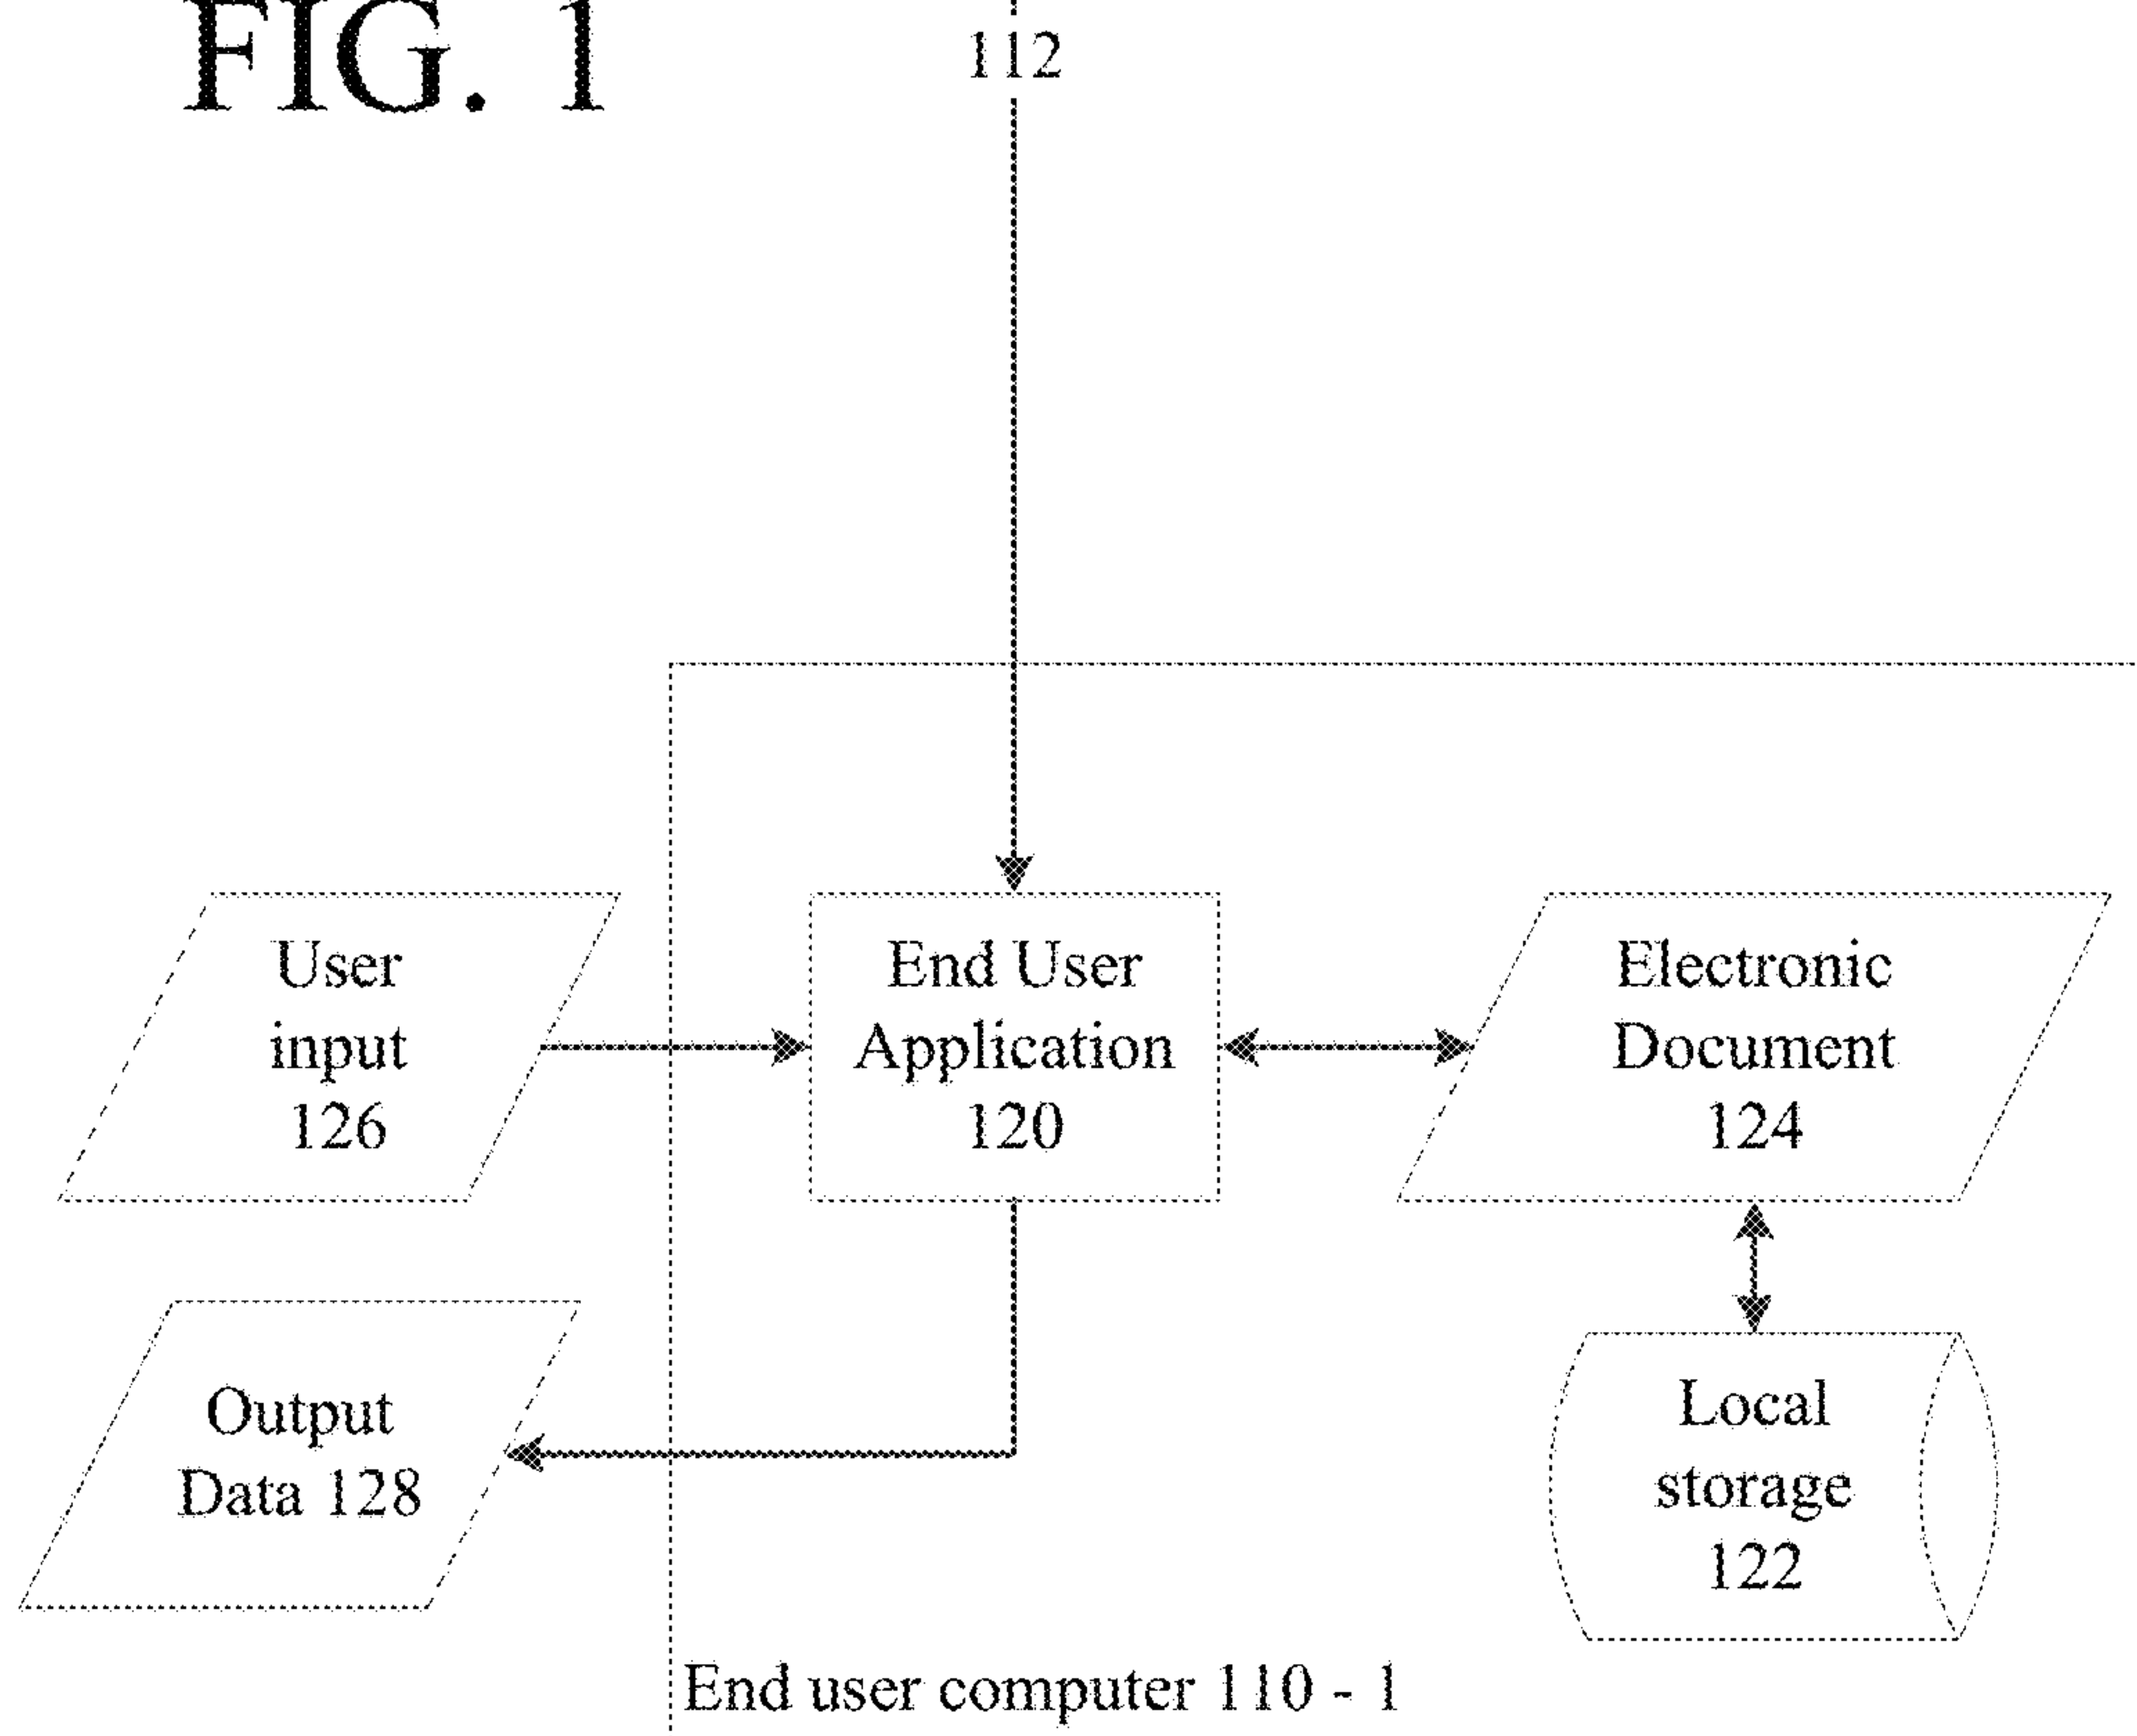 FIG. 1
112
User
input
126
End User
Application
120
Electronic
Document
124
Output
Data 128
Local
storage
122
End user computer 110 - 1